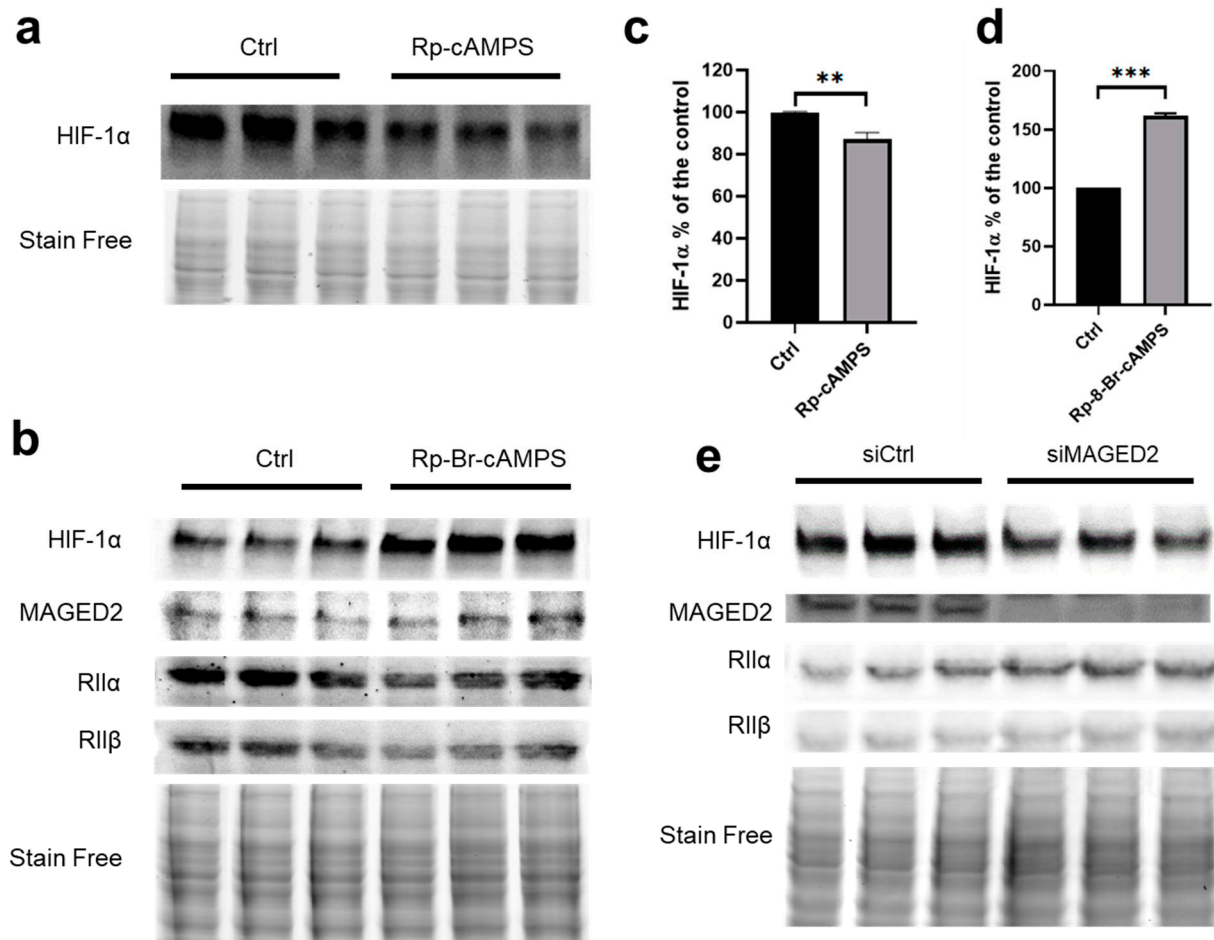 a
Ctrl
Rp-cAMPS
HIF-1α
Stain Free
c
HIF-1α % of the control
120
100
80
60
40
20
0
**
Ctrl
Rp-cAMPS
d
HIF-1α % of the control
200
150
100
50
0
***
Ctrl
Rp-8-Br-cAMPS
b
Ctrl
Rp-Br-cAMPS
HIF-1α
MAGED2
RIIα
RIIβ
Stain Free
e
siCtrl
siMAGED2
HIF-1α
MAGED2
RIIα
RIIβ
Stain Free